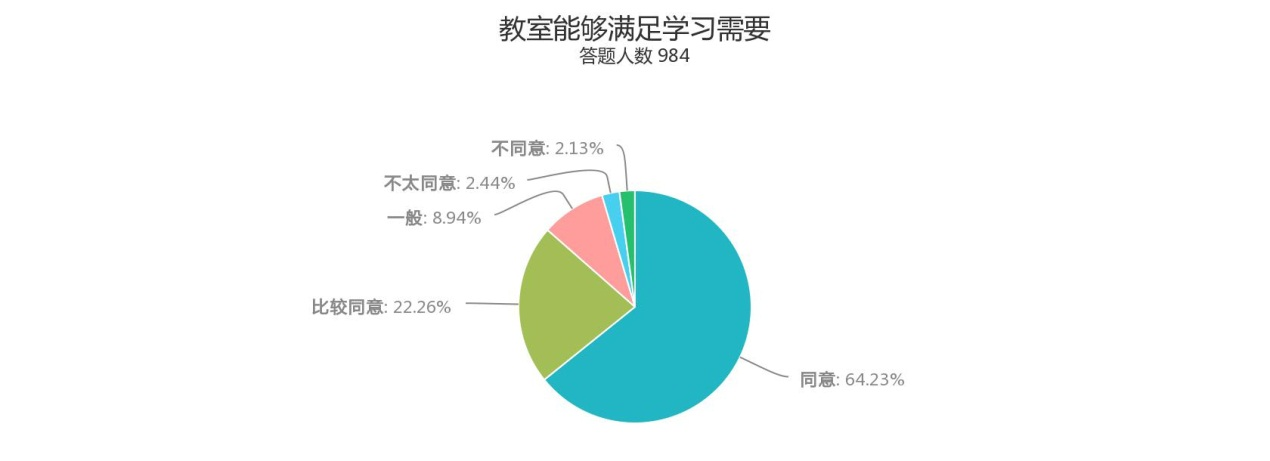 教室能够满足学习需要
答题人数 984
不同意: 2.13%
不太同意: 2.44%
一般: 8.94%
比较同意: 22.26%
同意: 64.23%